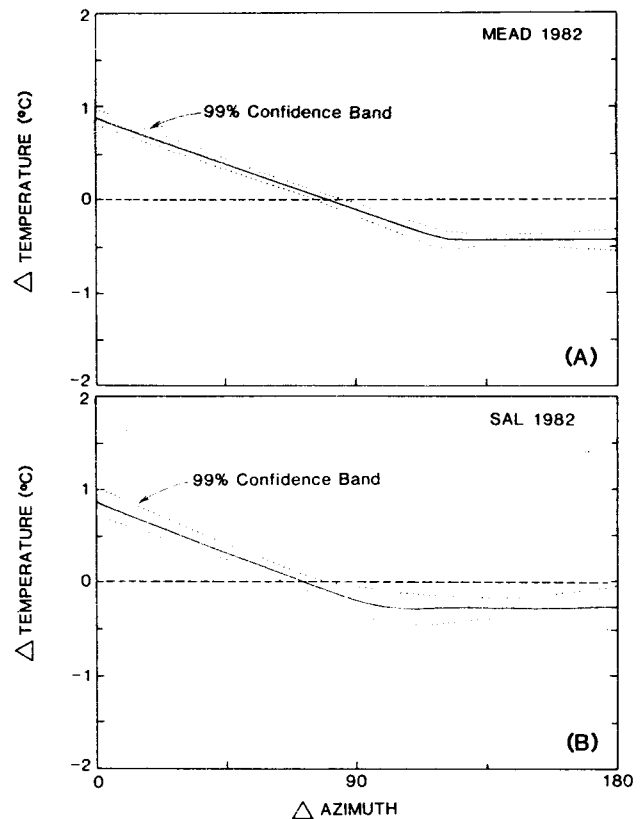 2
MEAD 1982
99% Confidence Band
1
0
-1
-2
△ TEMPERATURE (°C)
(A)
2
SAL 1982
99% Confidence Band
1
0
-1
-2
△ TEMPERATURE (°C)
(B)
0 90 180
△ AZIMUTH